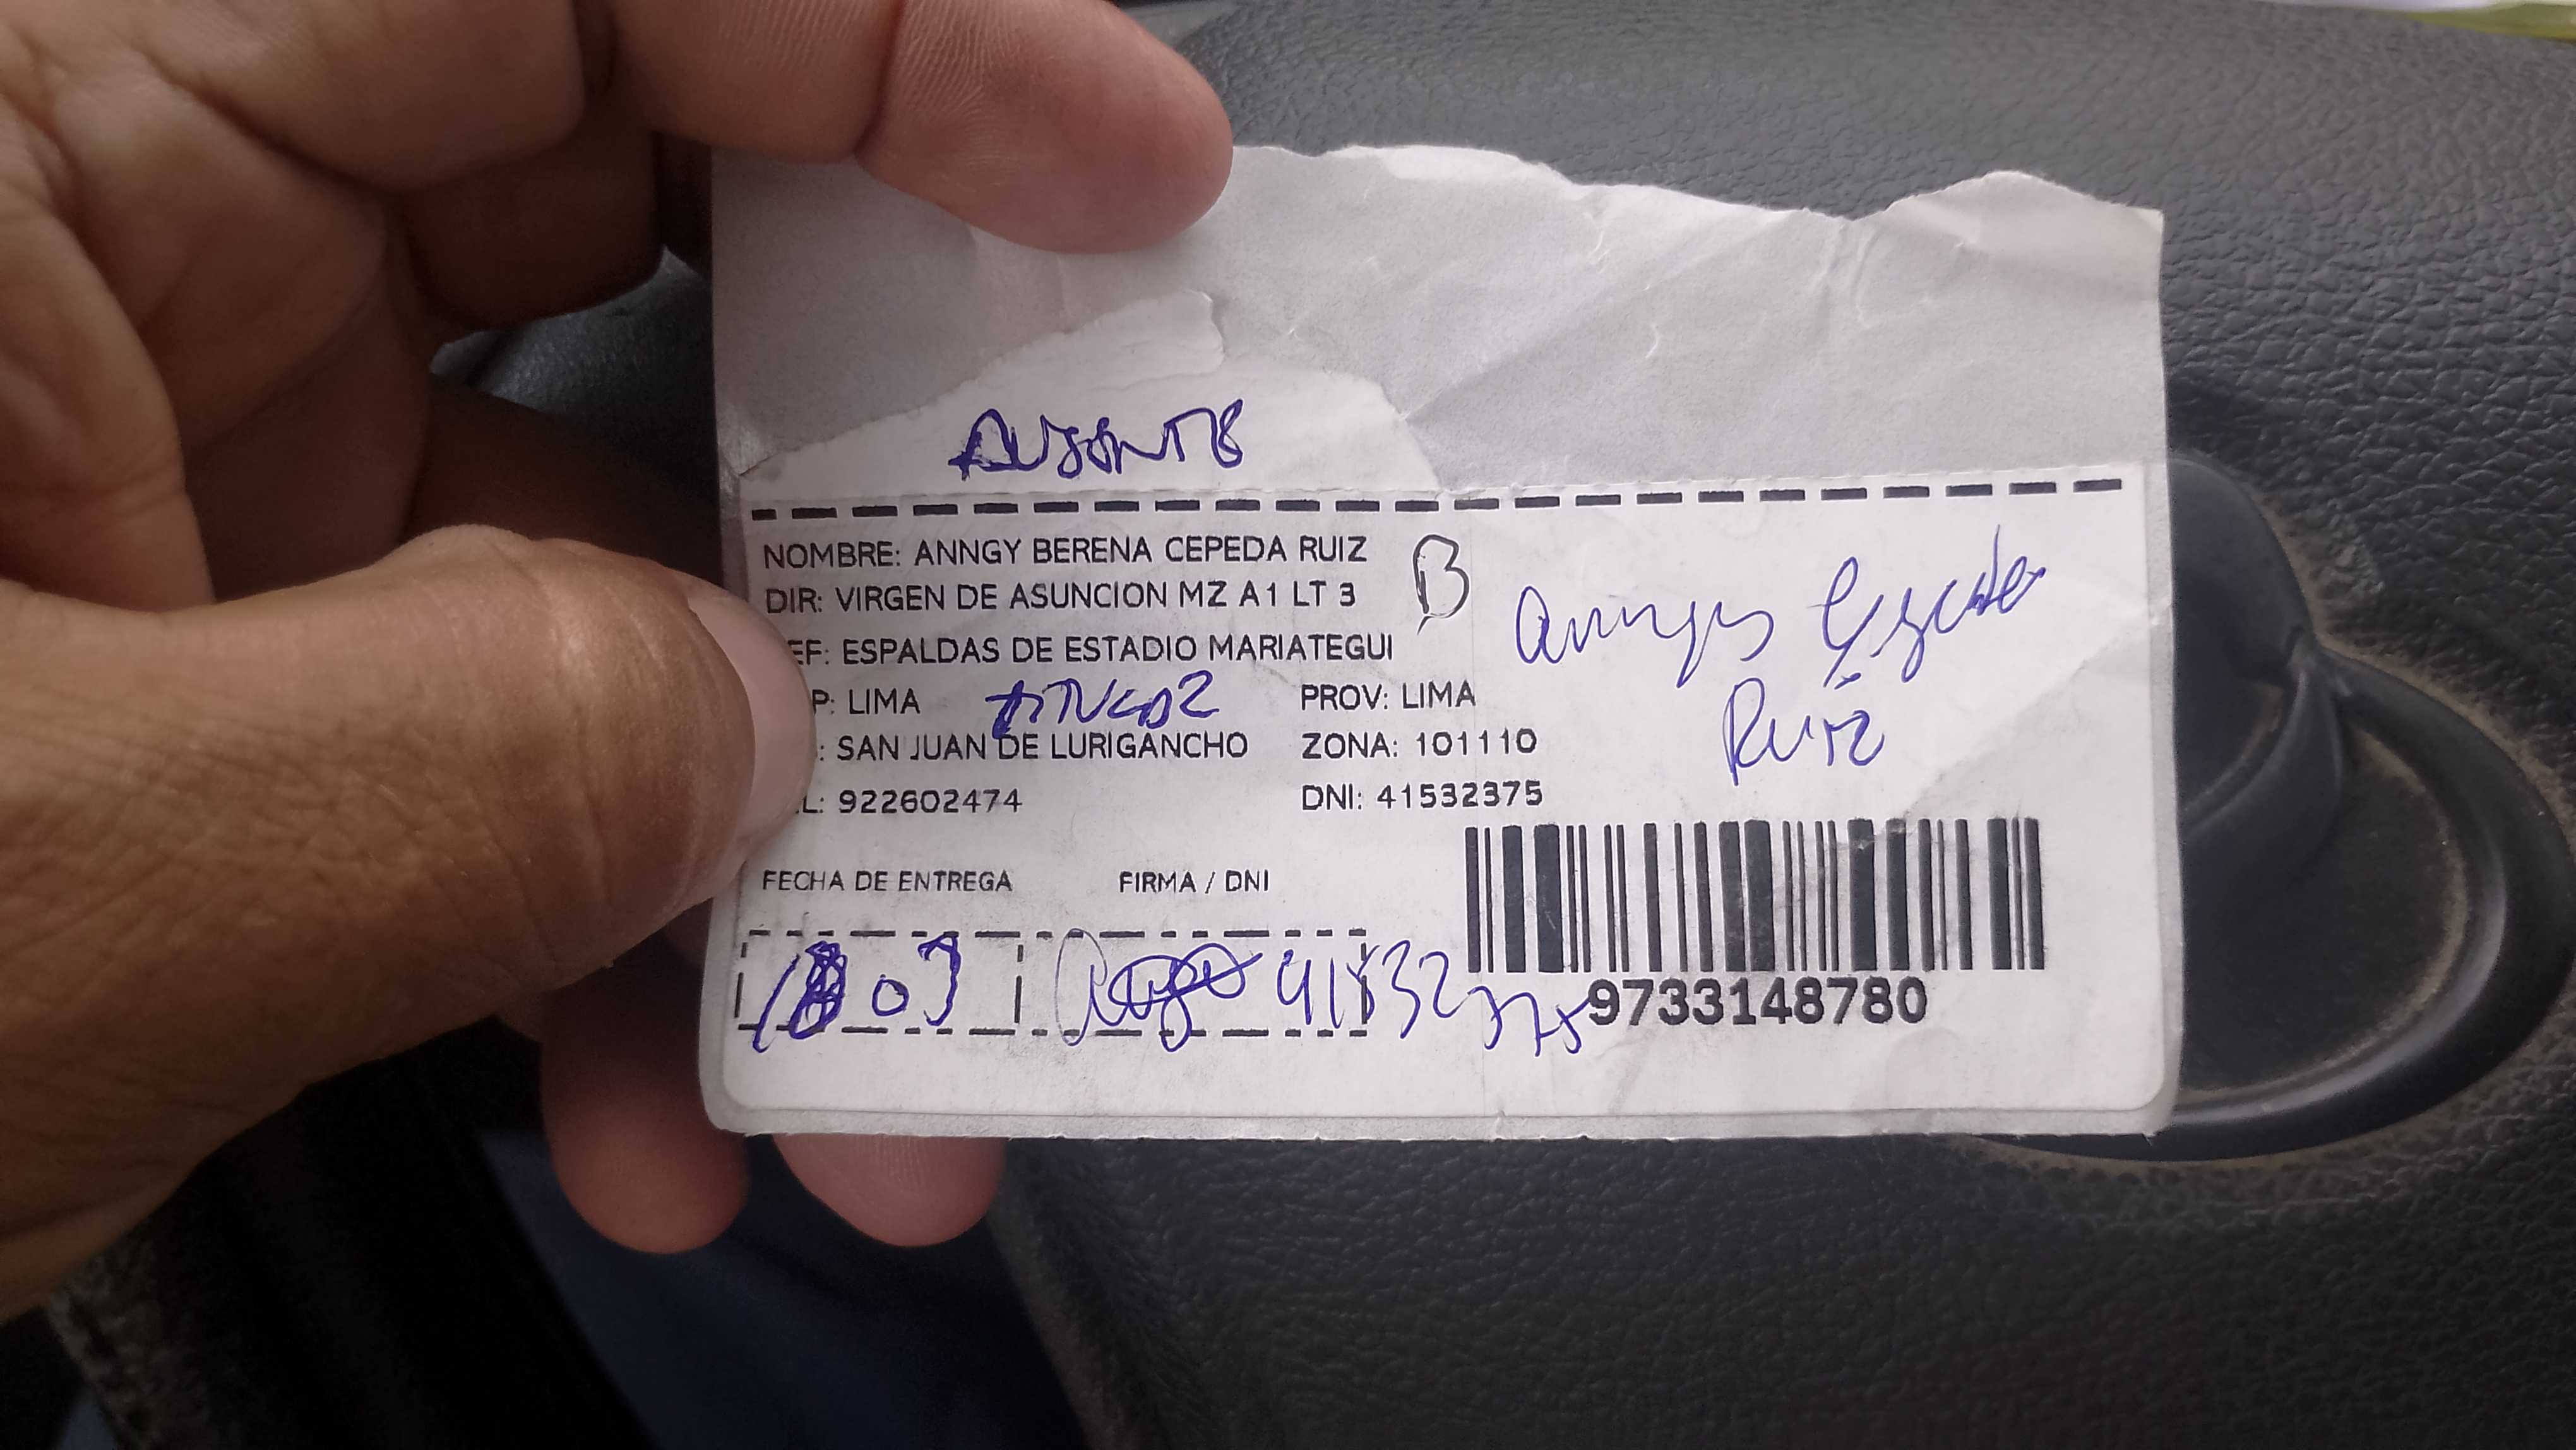 AUSENTE
NOMBRE: ANNGY BERENA CEPEDA RUIZ B
DIR: VIRGEN DE ASUNCION MZ A1 LT 3
EF: ESPALDAS DE ESTADIO MARIATEGUI
P: LIMA PROV: LIMA
: SAN JUAN DE LURIGANCHO ZONA: 101110
L: 922602474 DNI: 41532375
Ruiz
FECHA DE ENTREGA FIRMA / DNI
41532375
9733148780